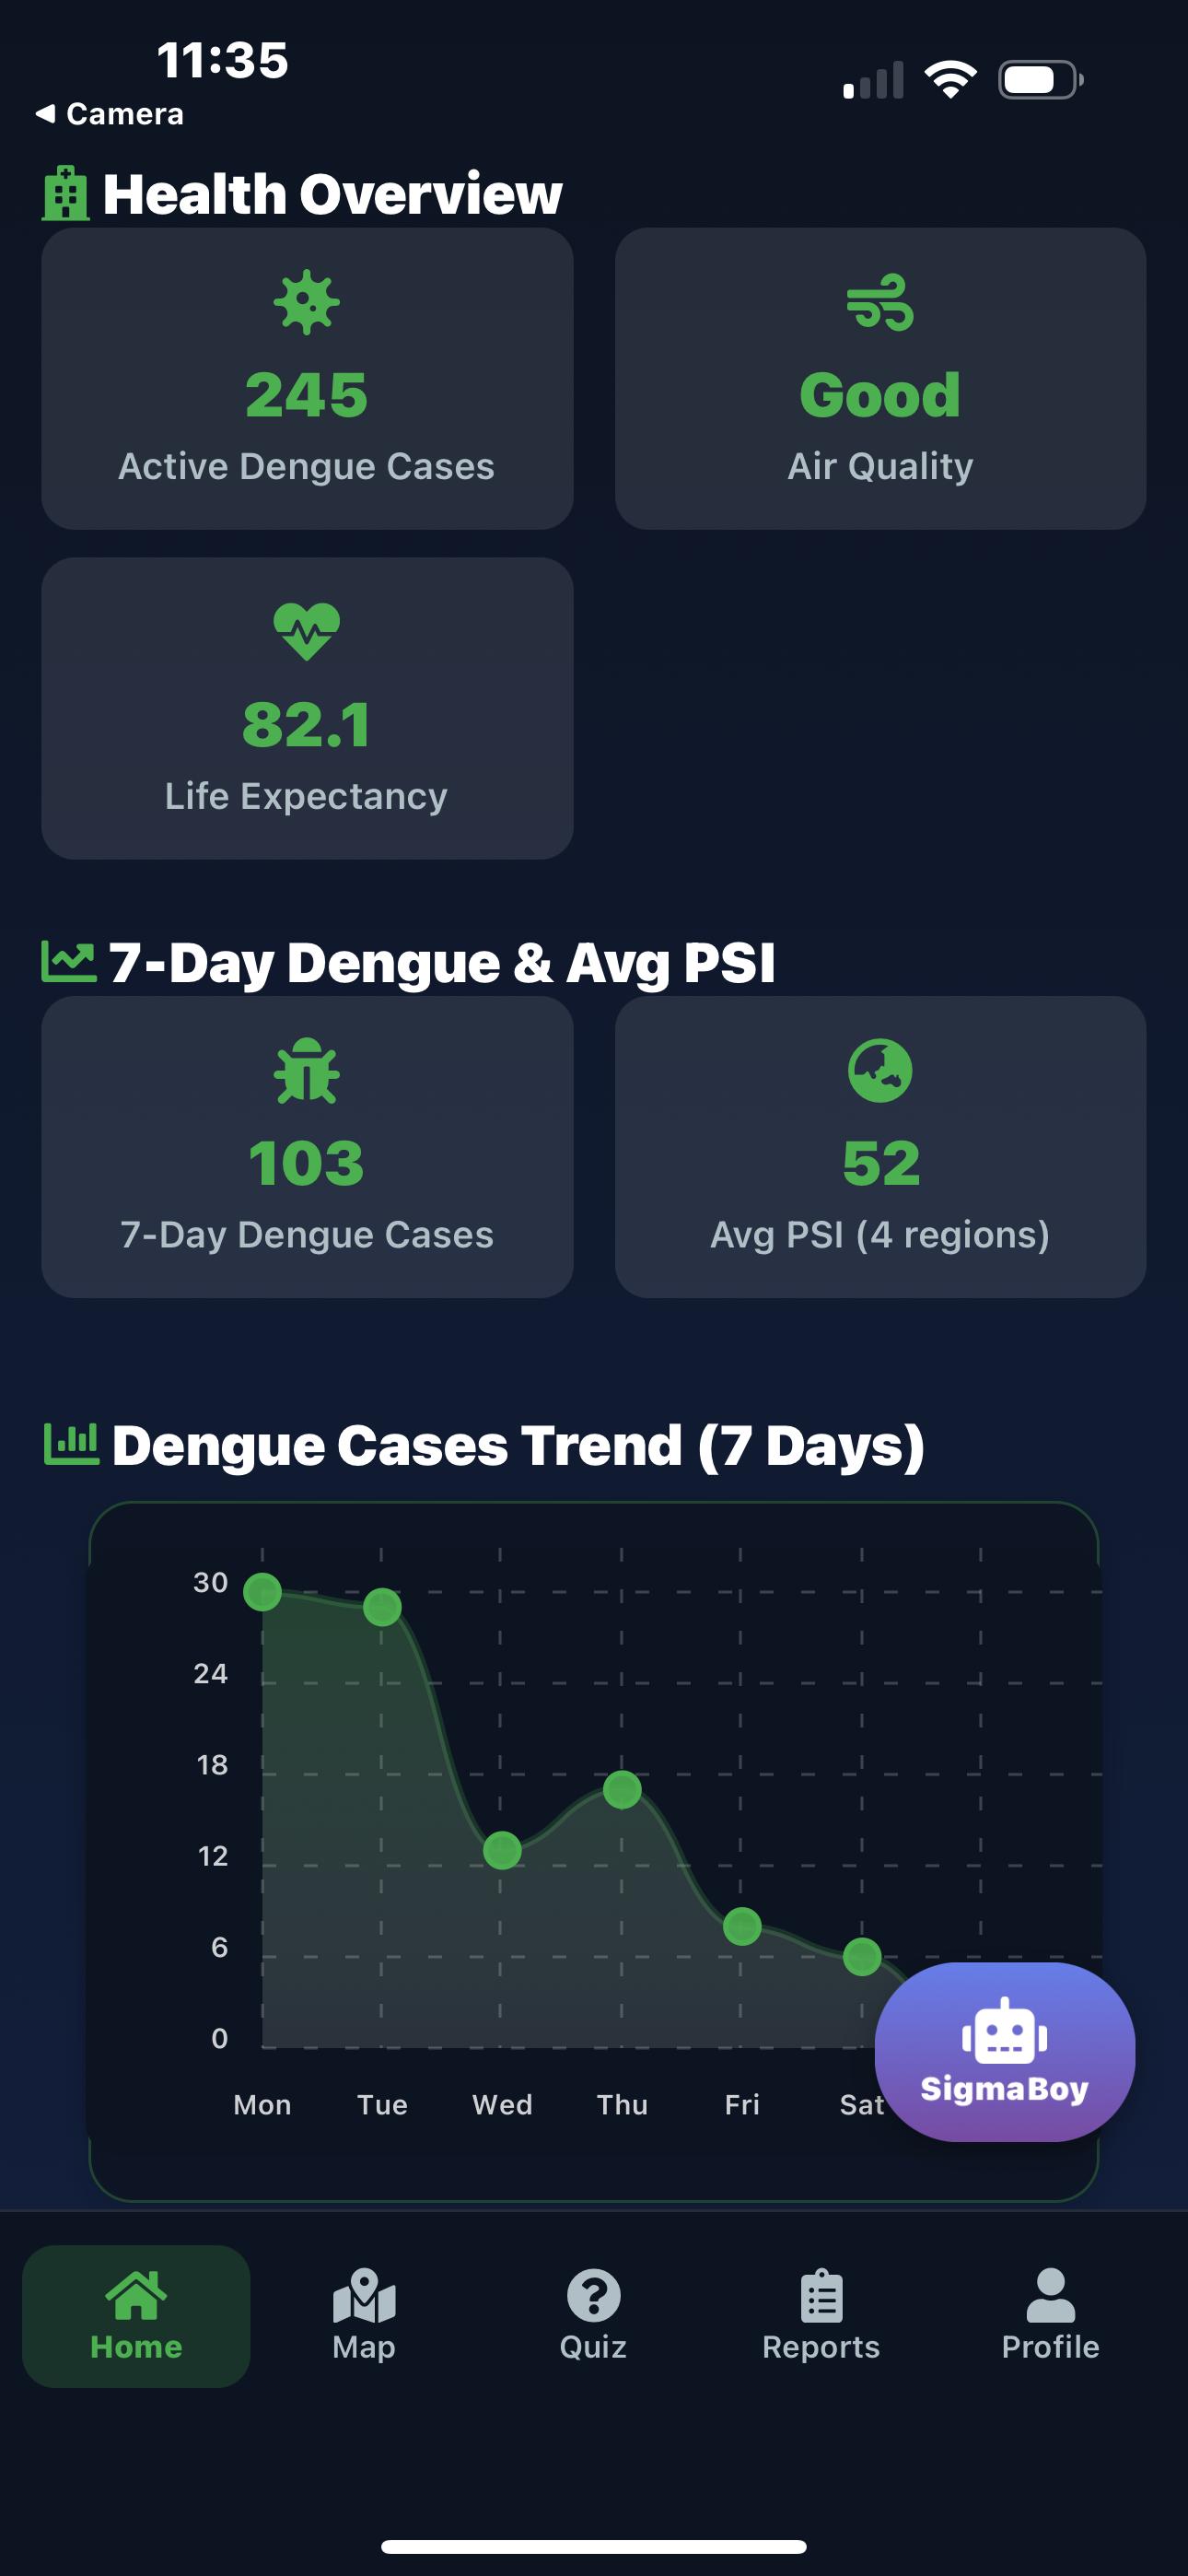 11:35
Camera
Health Overview
245
Active Dengue Cases
Good
Air Quality
82.1
Life Expectancy
7-Day Dengue & Avg PSI
103
7-Day Dengue Cases
52
Avg PSI (4 regions)
Dengue Cases Trend (7 Days)
30
24
18
12
6
0
Mon Tue Wed Thu Fri Sat
SigmaBoy
Home Map Quiz Reports Profile